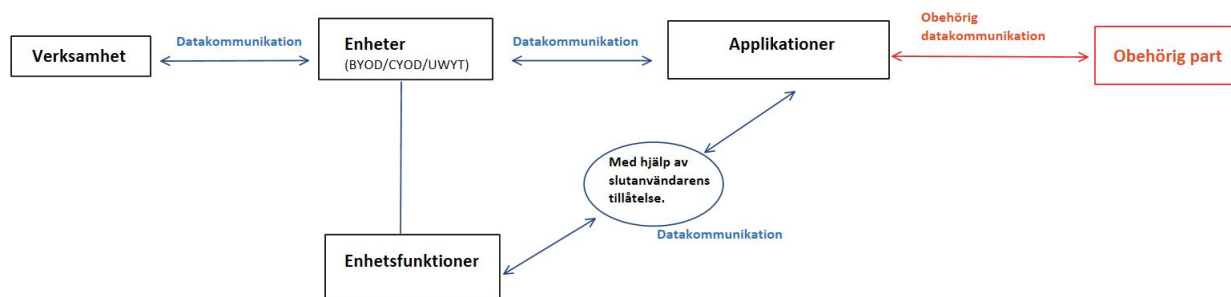 Verksamhet
Datakommunikation
Enheter
(BYOD/CYOD/UWYT)
Datakommunikation
Applikationer
Obehörig
datakommunikation
Obehörig part
Med hjälp av
slutanvändarens
tillåtelse.
Datakommunikation
Enhetsfunktioner